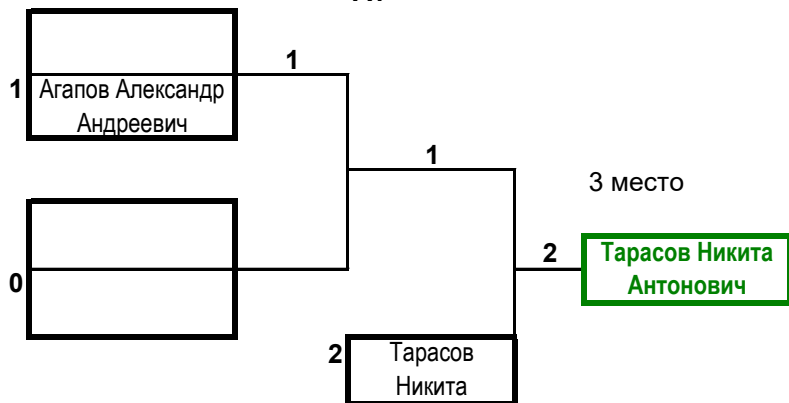 1
1
Агапов Александр
Андреевич
1
3 место
2
Тарасов Никита
Антонович
0
2
Тарасов
Никита